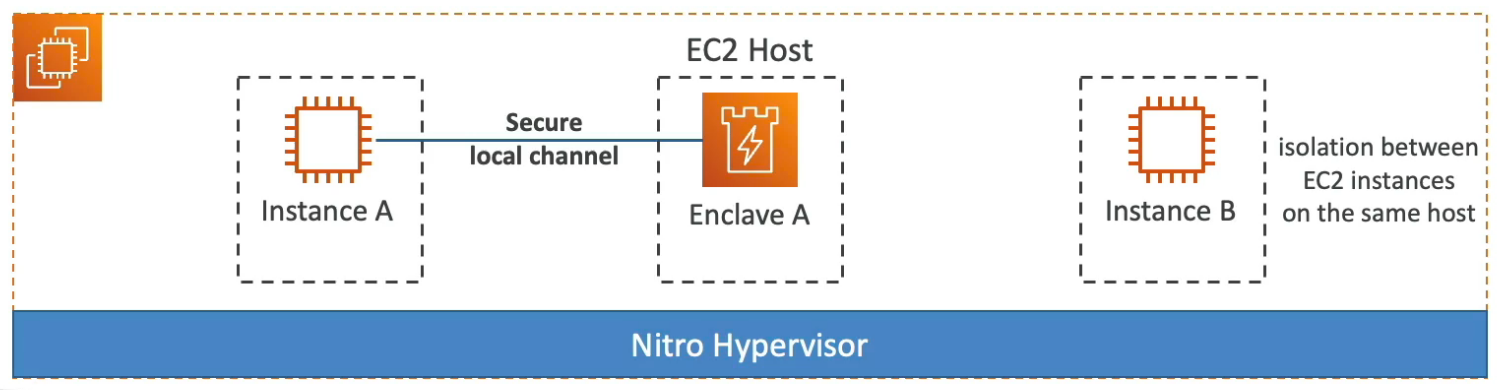 EC2 Host
Secure
local channel
Instance A
Enclave A
Instance B
isolation between
EC2 instances
on the same host
Nitro Hypervisor